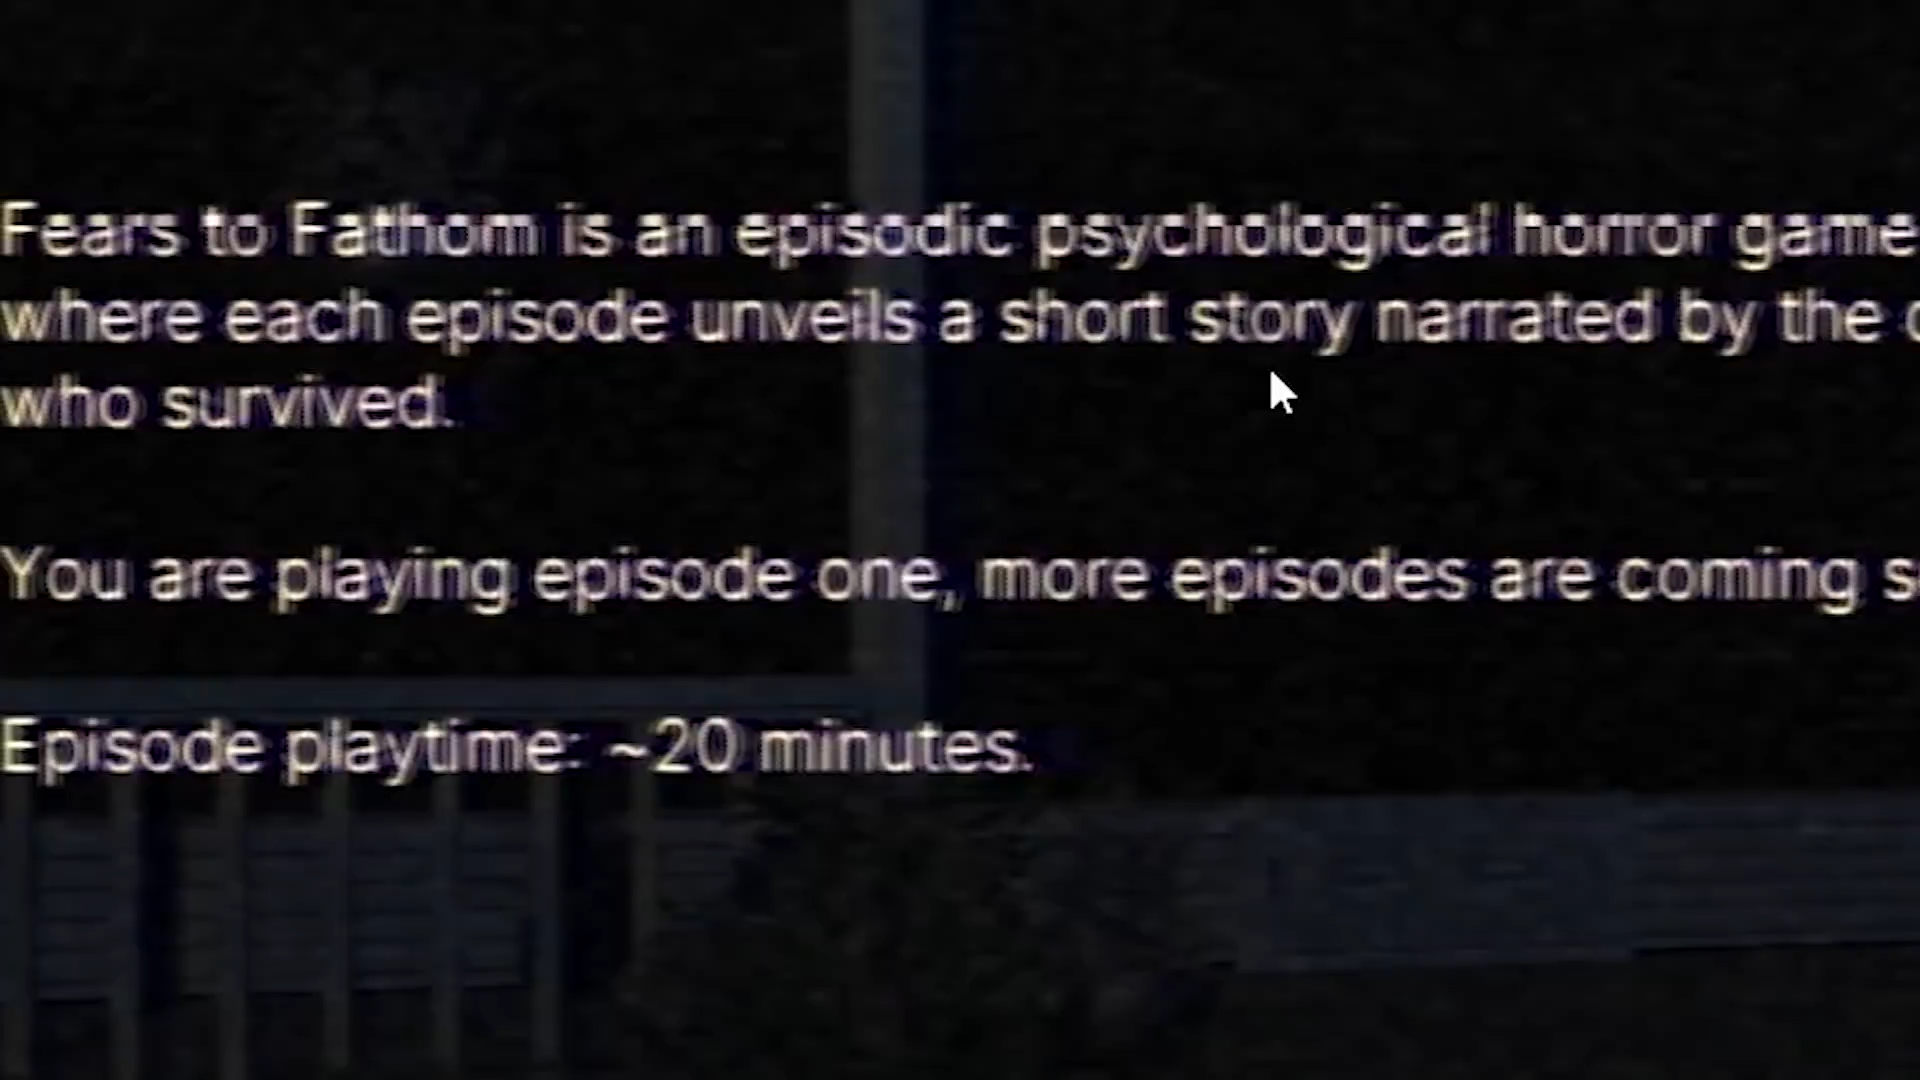 Fears to Fathom is an episodic psychological horror game
where each episode unveils a short story narrated by the
who survived.
You are playing episode one, more episodes are coming
Episode playtime: ~20 minutes.